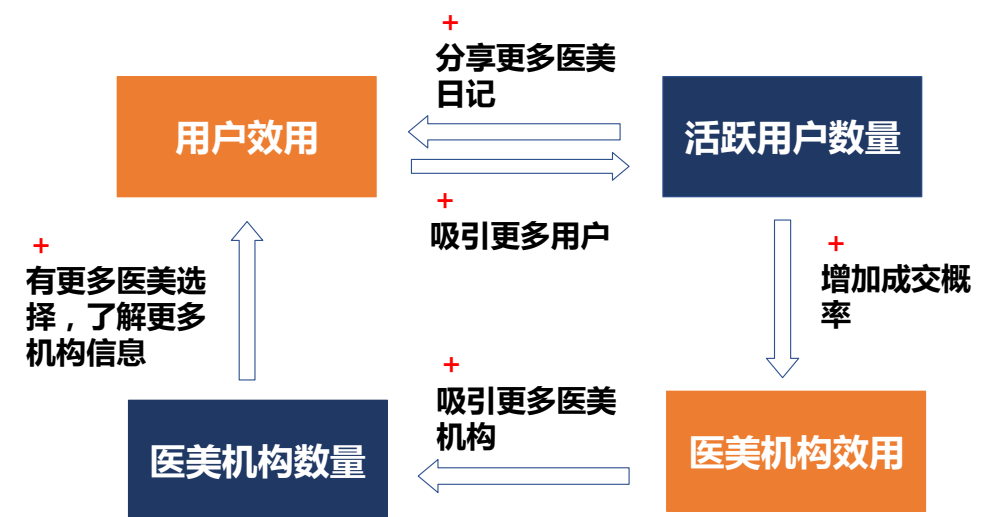 +
分享更多医美
日记
用户效用
活跃用户数量
+
吸引更多用户
+
有更多医美选
择，了解更多
机构信息
+
增加成交概
率
+
吸引更多医美
机构
医美机构数量
医美机构效用